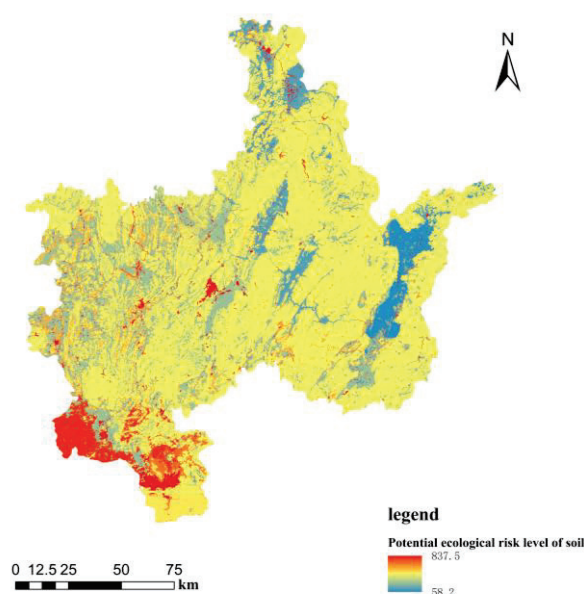 N
legend
Potential ecological risk level of soil
837.5
58.2
0 12.5 25 50 75
km